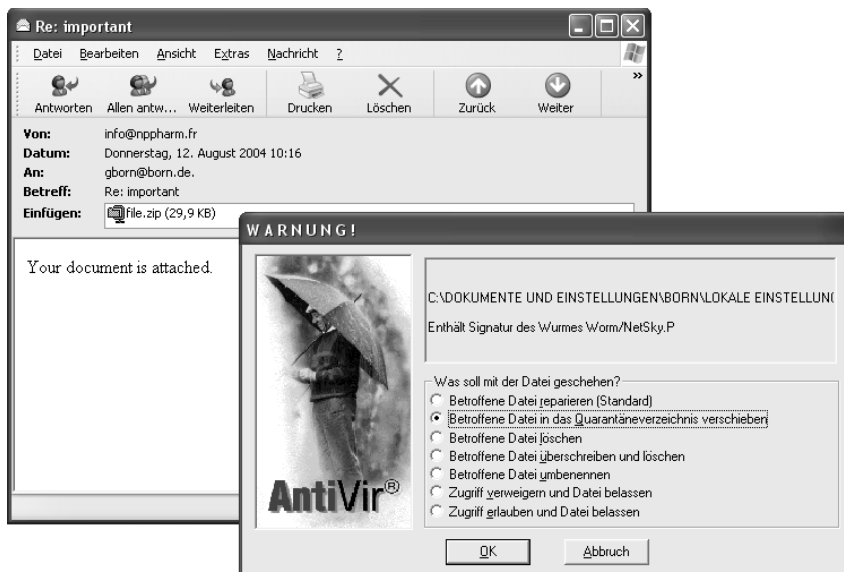 Re: important
Datei Bearbeiten Ansicht Extras Nachricht ?
Antworten Allen antw... Weiterleiten Drucken Löschen Zurück Weiter »
Von: info@nppharm.fr
Datum: Donnerstag, 12. August 2004 10:16
An: gborn@born.de.
Betreff: Re: important
Einfügen: file.zip (29,9 KB)
Your document is attached.
WARNUNG!
C:\DOKUMENTE UND EINSTELLUNGEN\BORN\LOKALE EINSTELLUN
Enthält Signatur des Wurmes Worm/NetSky.P
Was soll mit der Datei geschehen?
Betroffene Datei reparieren (Standard)
Betroffene Datei in das Quarantäneverzeichnis verschieben
Betroffene Datei löschen
Betroffene Datei überschreiben und löschen
Betroffene Datei umbenennen
Zugriff verweigern und Datei belassen
Zugriff erlauben und Datei belassen
AntiVir®
OK Abbruch